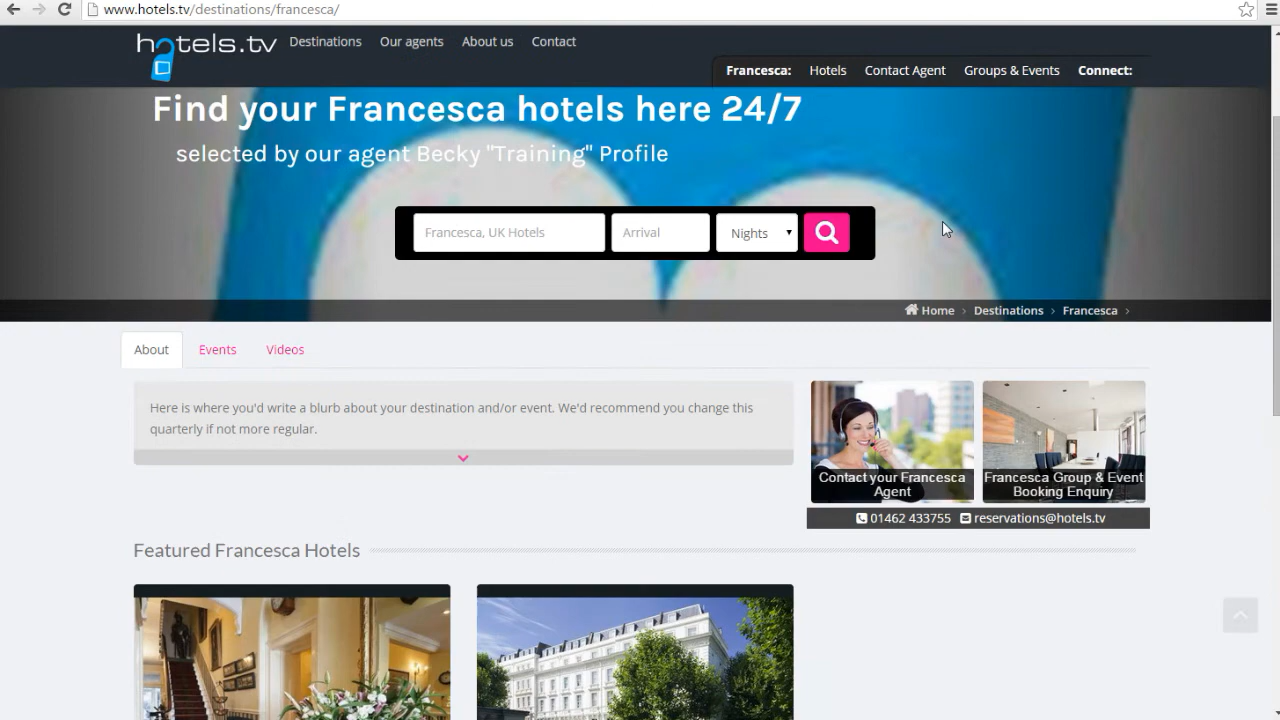 www.hotels.tv/destinations/francesca/
hotels.tv
Destinations Our agents About us Contact
Francesca: Hotels Contact Agent Groups & Events Connect:
Find your Francesca hotels here 24/7
selected by our agent Becky "Training" Profile
Francesca, UK Hotels Arrival Nights
Home › Destinations › Francesca ›
About Events Videos
Here is where you'd write a blurb about your destination and/or event. We'd recommend you change this
quarterly if not more regular.
Contact your Francesca
Agent
Francesca Group & Event
Booking Enquiry
01462 433755 reservations@hotels.tv
Featured Francesca Hotels